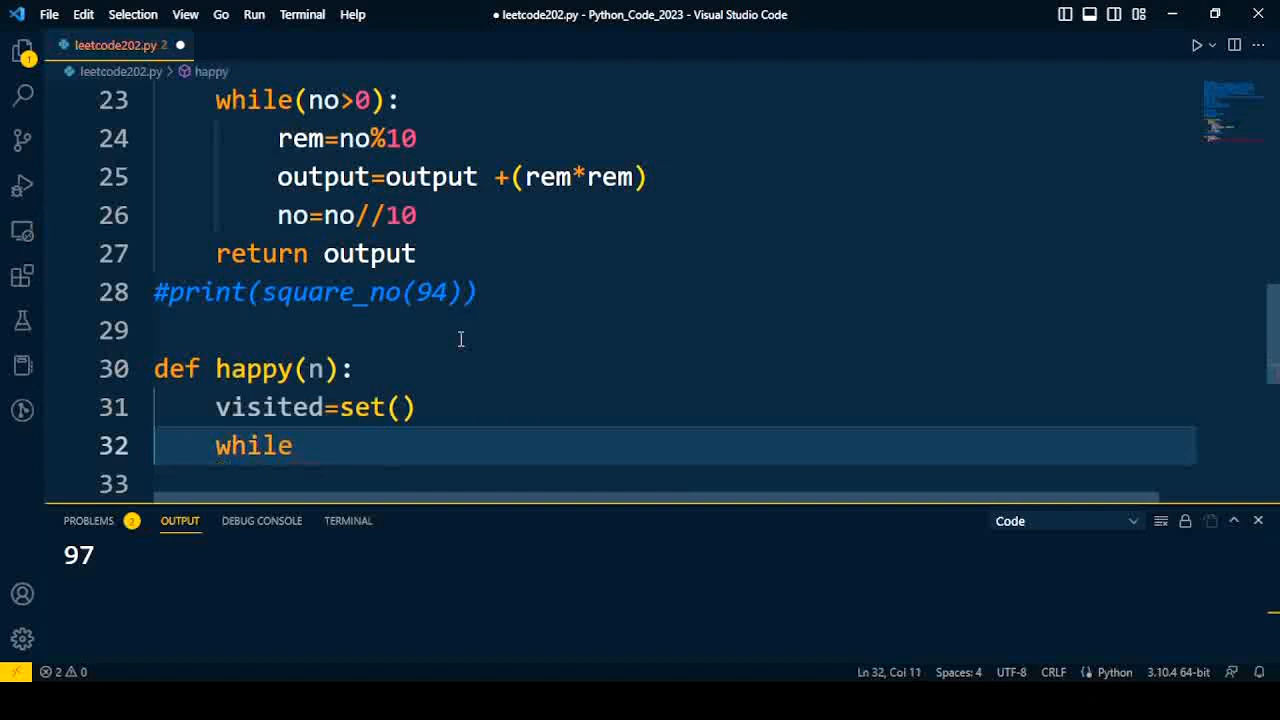 File Edit Selection View Go Run Terminal Help ● leetcode202.py - Python_Code_2023 - Visual Studio Code
leetcode202.py 2 ●
leetcode202.py > happy
23 while(no>0):
24 rem=no%10
25 output=output +(rem*rem)
26 no=no//10
27 return output
28 #print(square_no(94))
29
30 def happy(n):
31 visited=set()
32 while
33
PROBLEMS 2 OUTPUT DEBUG CONSOLE TERMINAL Code
97
1
2 0 Ln 32, Col 11 Spaces: 4 UTF-8 CRLF Python 3.10.4 64-bit